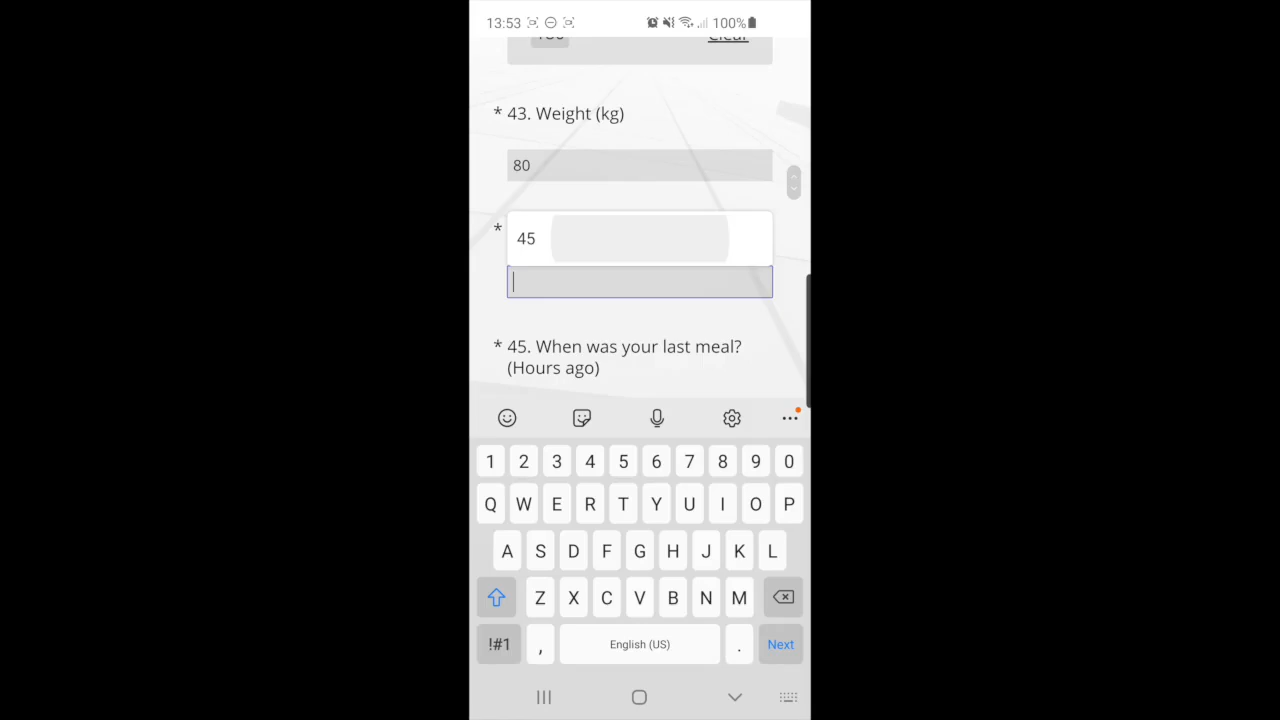 13:53 100%
Clear
* 43. Weight (kg)
80
*
45
* 45. When was your last meal?
(Hours ago)
1 2 3 4 5 6 7 8 9 0
Q W E R T Y U I O P
A S D F G H J K L
Z X C V B N M
!#1 , English (US) . Next